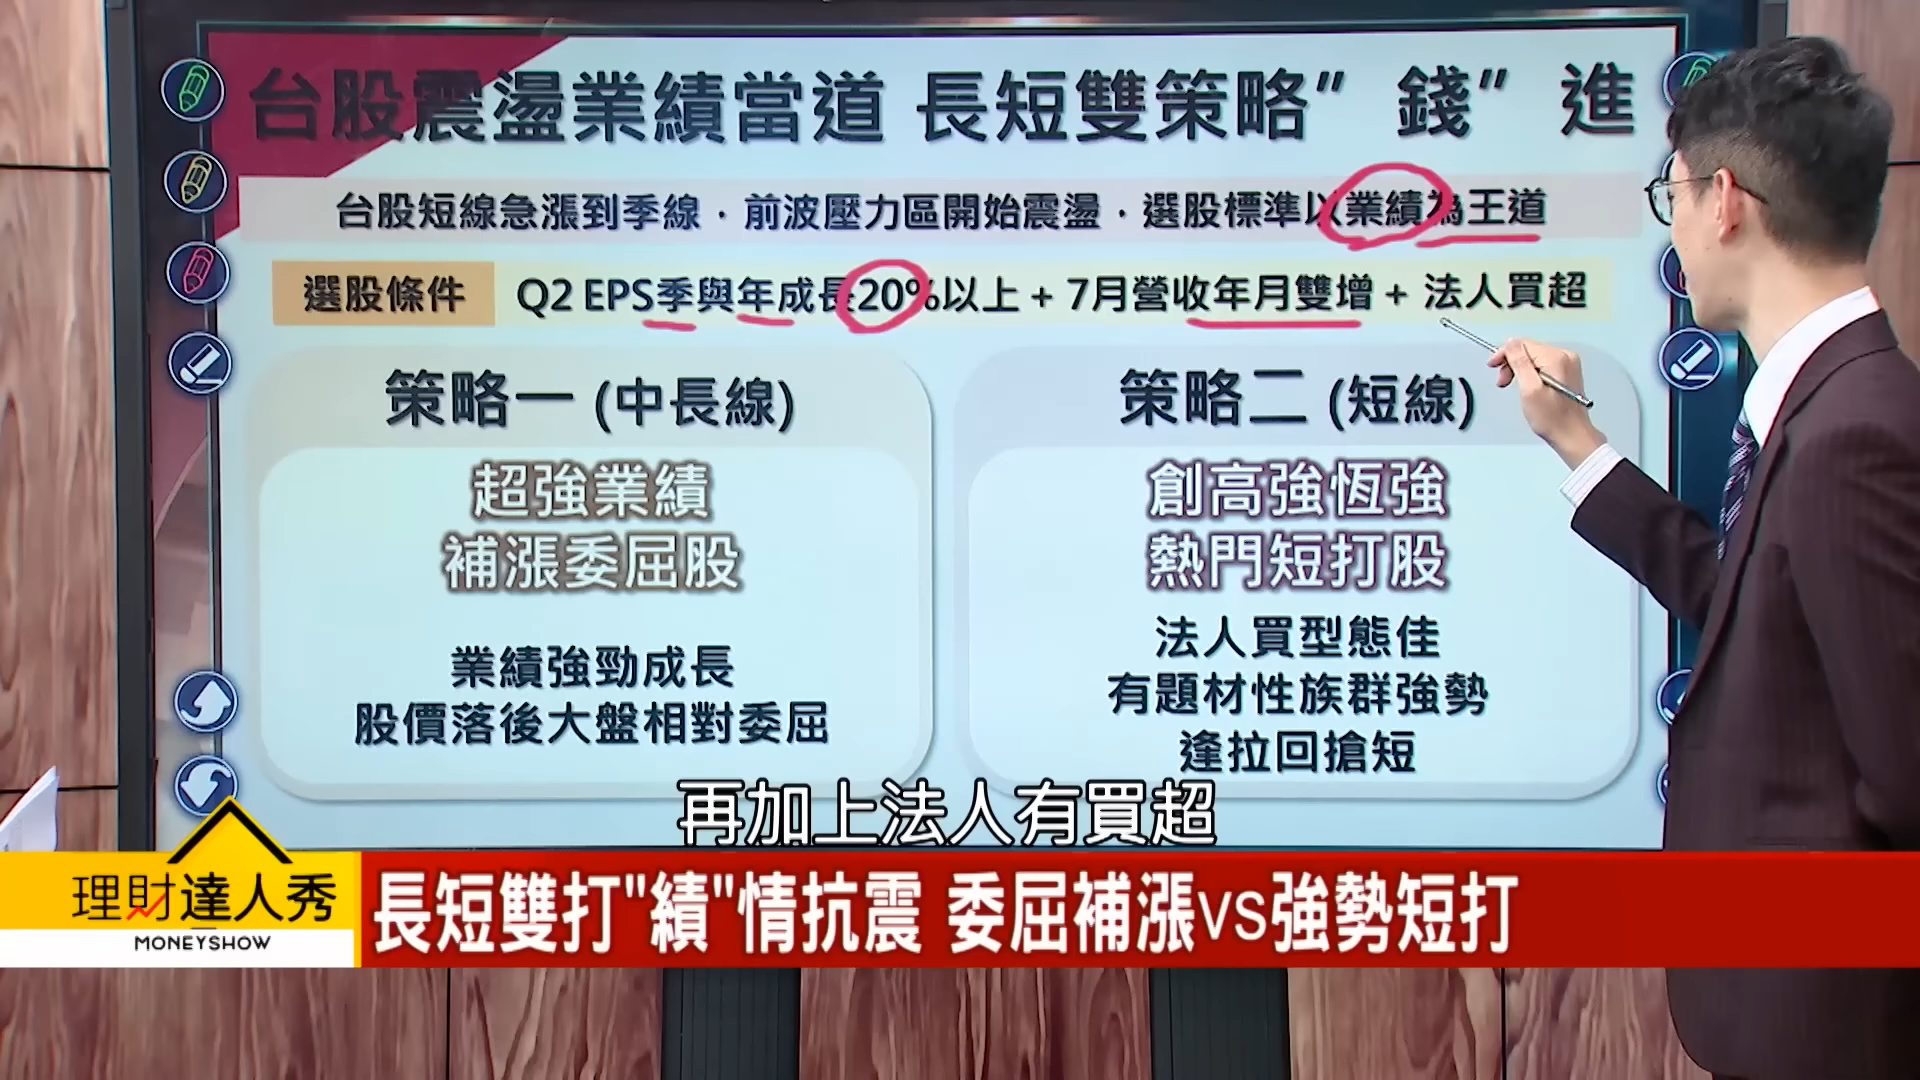 台股震盪業績當道 長短雙策略” 錢” 進
台股短線急漲到季線．前波壓力區開始震盪．選股標準以業績為王道
選股條件 Q2 EPS季與年成長20%以上 + 7月營收年月雙增 + 法人買超
策略一 (中長線)
超強業績
補漲委屈股
業績強勁成長
股價落後大盤相對委屈
策略二 (短線)
創高強恆強
熱門短打股
法人買型態佳
有題材性族群強勢
逢拉回搶短
再加上法人有買超
理財達人秀
MONEYSHOW
長短雙打"績"情抗震 委屈補漲vs強勢短打